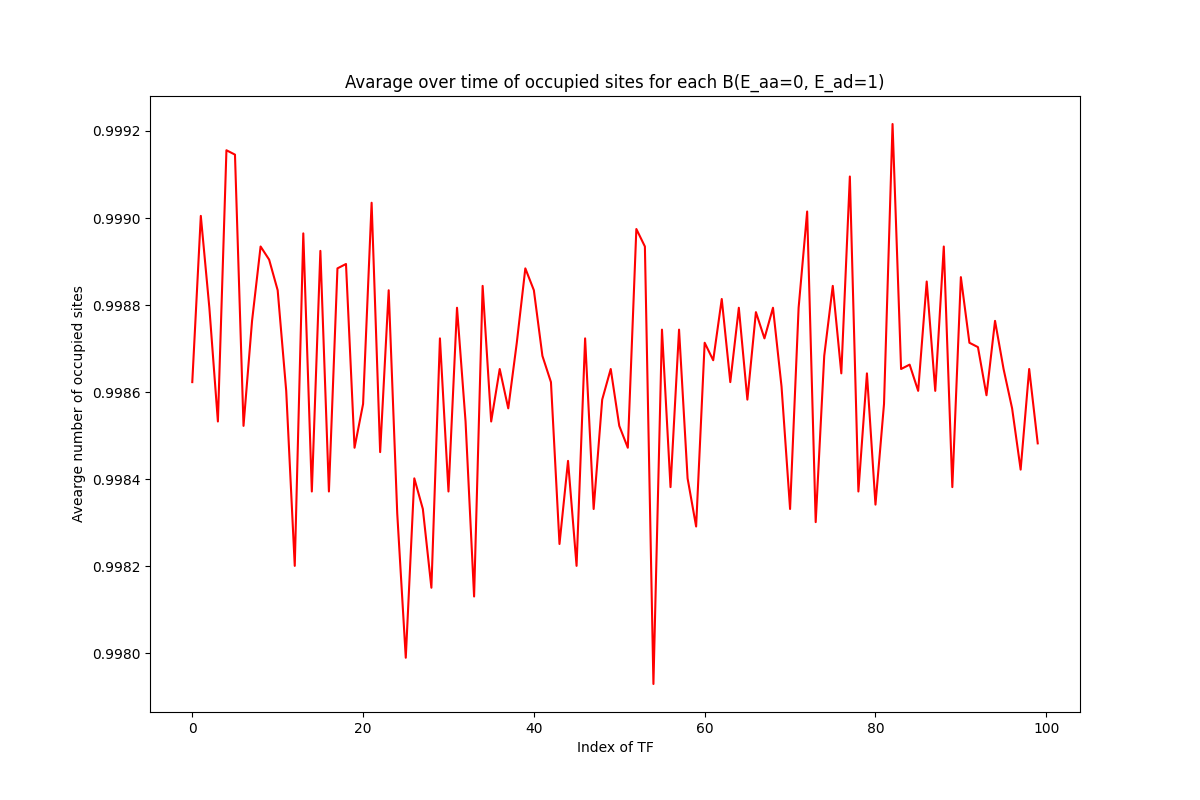 Avarage over time of occupied sites for each B(E_aa=0, E_ad=1)
Avearge number of occupied sites
0.9992
0.9990
0.9988
0.9986
0.9984
0.9982
0.9980
0 20 40 60 80 100
Index of TF